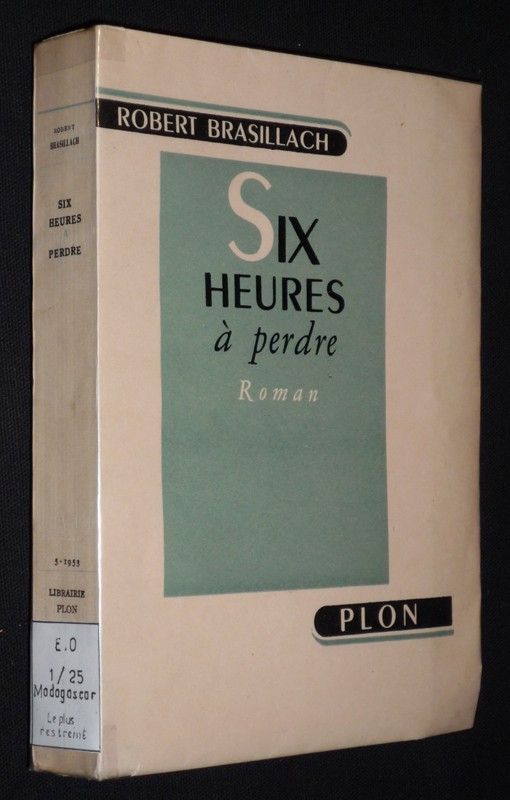 ROBERT BRASILLACH
SIX
HEURES
à perdre
Roman
PLON
ROBERT
BRASILLACH
SIX
HEURES
A
PERDRE
5-1953
LIBRAIRIE
PLON
E.O
1/25
Madagascar
Le plus
restreint